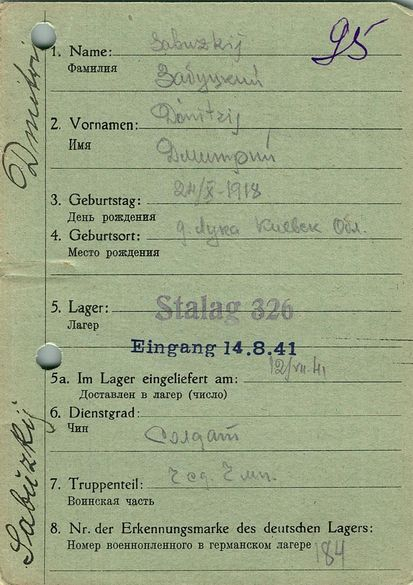 95
1. Name: Sabuzkij
Фамилия Забуцкий
2. Vornamen: Dmitrij
Имя Дмитрий
3. Geburtstag: 24/X-1918
День рождения
4. Geburtsort: д. Лука Киевск Обл.
Место рождения
5. Lager: Stalag 326
Лагерь
Eingang 14.8.41
5a. Im Lager eingeliefert am: 12/VII.41
Доставлен в лагерь (число)
6. Dienstgrad:
Чин Солдат
7. Truppenteil:
Воинская часть
8. Nr. der Erkennungsmarke des deutschen Lagers:
Номер военнопленного в германском лагере 184
Dmitri
Sabuzkij